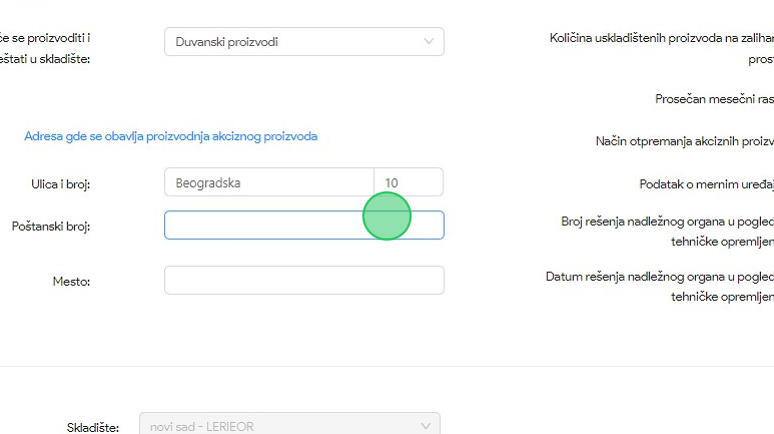 će se proizvoditi i
eštati u skladište:
Duvanski proizvodi
Adresa gde se obavlja proizvodnja akciznog proizvoda
Ulica i broj:
Beogradska
10
Poštanski broj:
Mesto:
Količina uskladištenih proizvoda na zalihan
pros
Prosečan mesečni ras
Način otpremanja akciznih proizv
Podatak o mernim uređaj
Broj rešenja nadležnog organa u pogled
tehničke opremljen
Datum rešenja nadležnog organa u pogled
tehničke opremljen
Skladište:
novi sad - LERIEOR